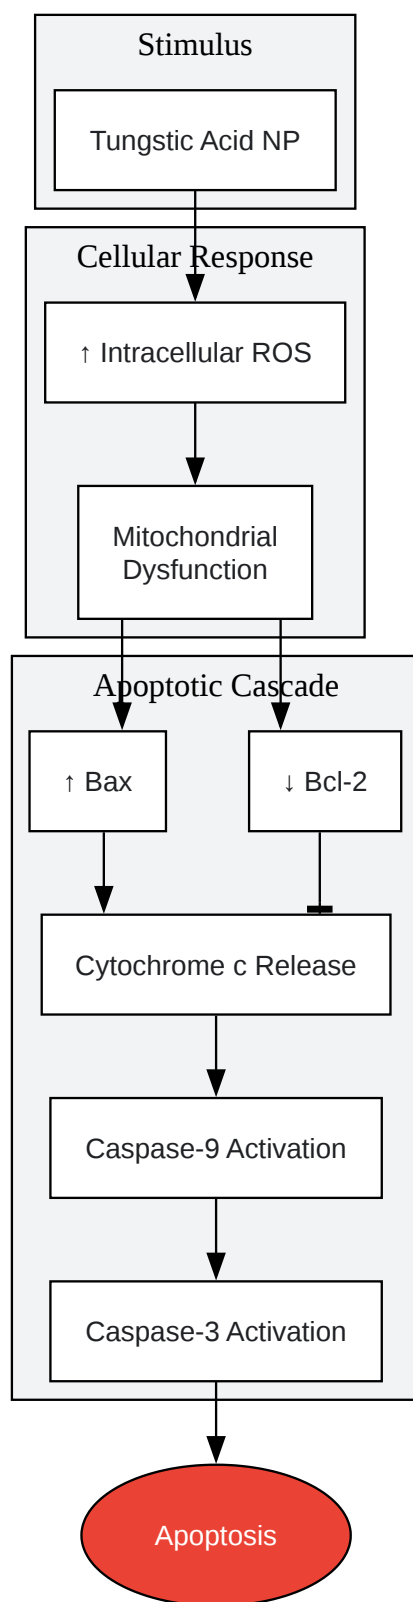 Stimulus
Tungstic Acid NP
Cellular Response
↑ Intracellular ROS
Mitochondrial
Dysfunction
Apoptotic Cascade
↑ Bax
↓ Bcl-2
Cytochrome c Release
Caspase-9 Activation
Caspase-3 Activation
Apoptosis